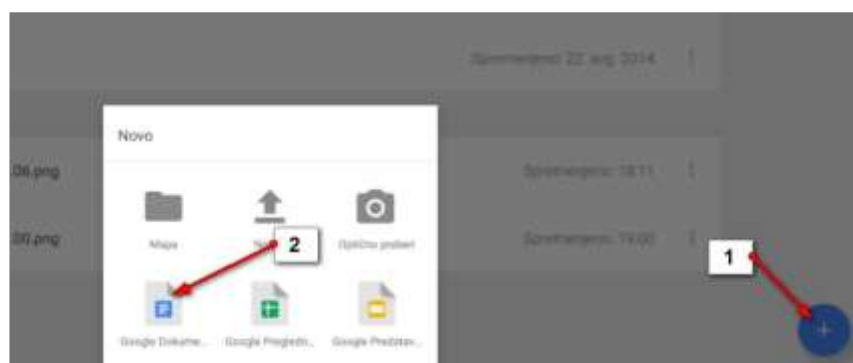 Spremenjeno: 22. avg. 2014
Novo
.06.png
Spremenjeno: 18:11
Mapa
2
Optično preberi
.00.png
Spremenjeno: 19:00
1
Google Dokume...
Google Pregledn...
Google Predstav...